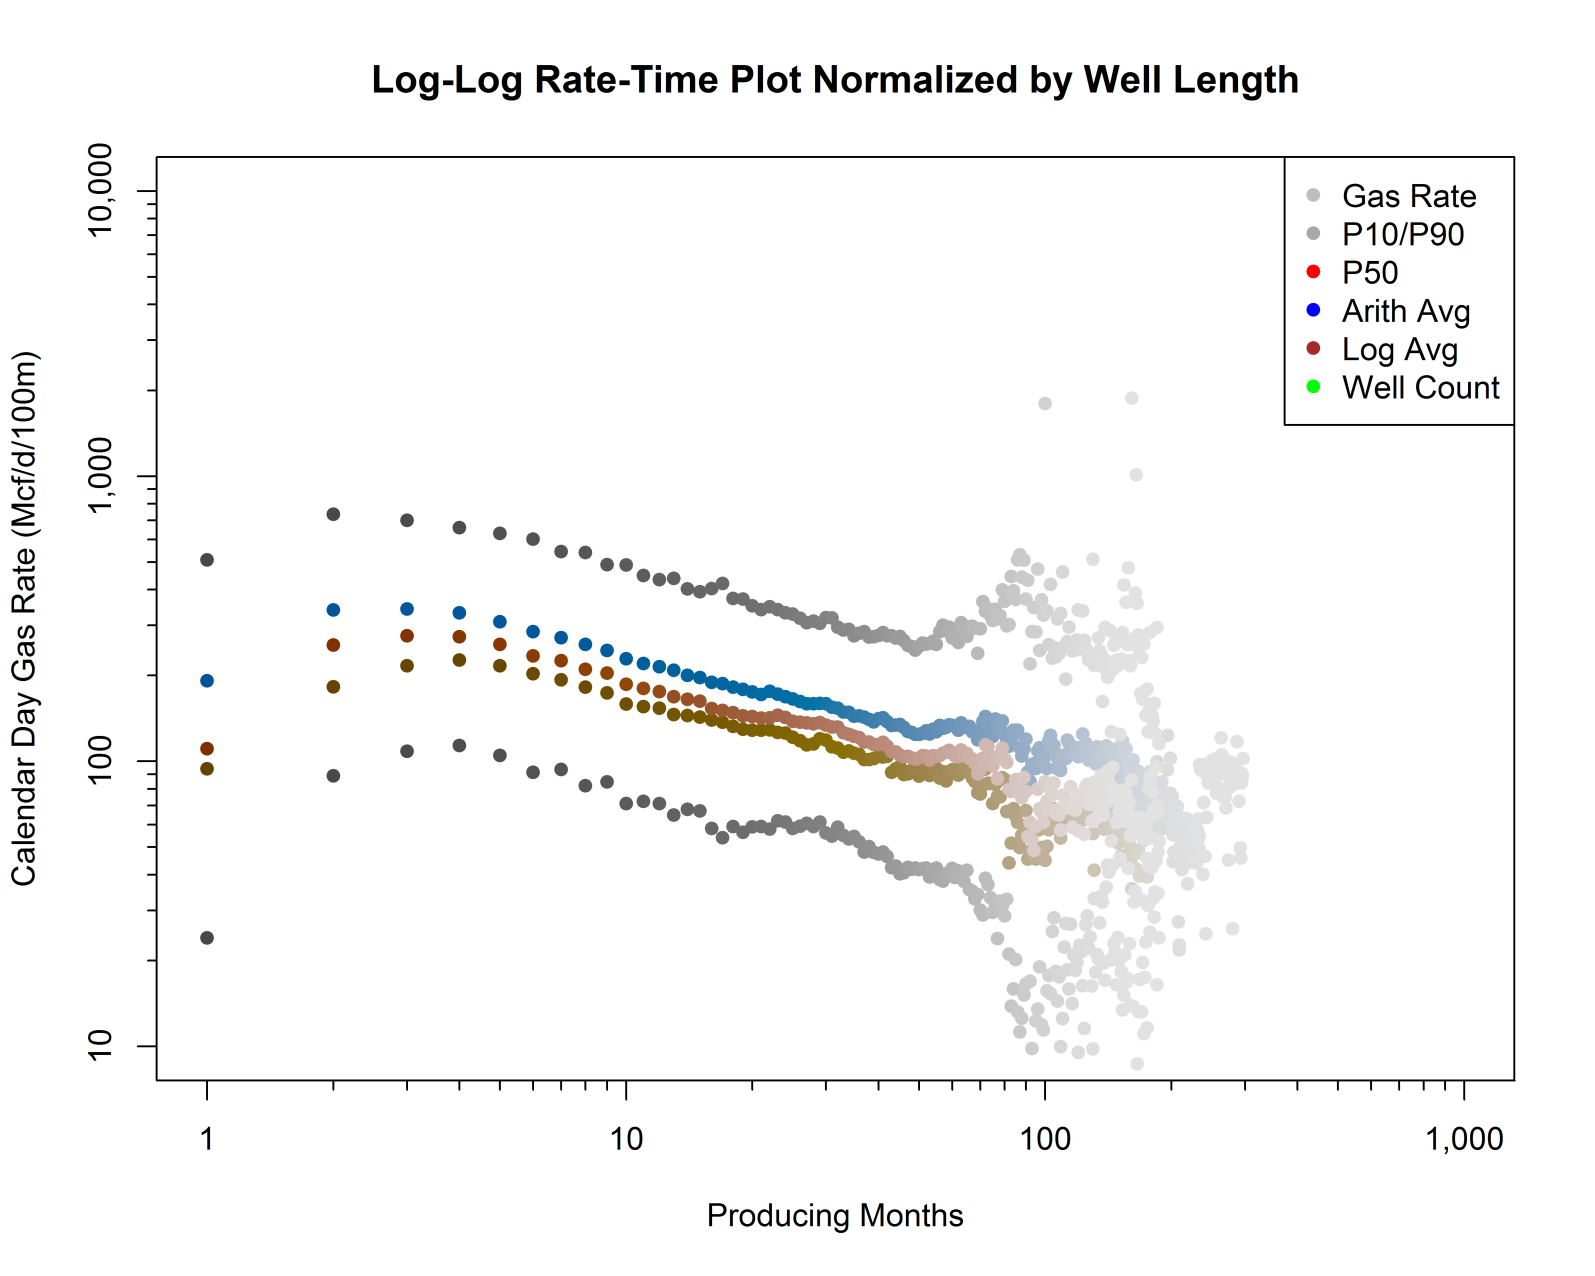 Log-Log Rate-Time Plot Normalized by Well Length
Calendar Day Gas Rate (Mcf/d/100m)
10,000
1,000
100
10
Gas Rate
P10/P90
P50
Arith Avg
Log Avg
Well Count
1
10
100
1,000
Producing Months